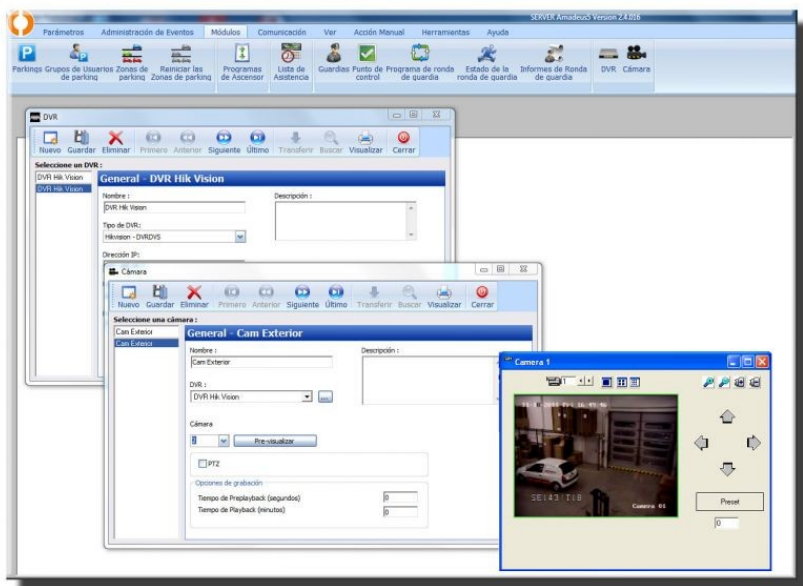 SERVER Amadeus5 Version 2.4.016
Parámetros Administración de Eventos Módulos Comunicación Ver Acción Manual Herramientas Ayuda
Parkings Grupos de Usuarios de parking Zonas de parking Reiniciar las Zonas de parking Programas de Ascensor Lista de Asistencia Guardias Punto de control Programa de ronda de guardia Estado de la ronda de guardia Informes de Ronda de guardia DVR Cámara
DVR
Nuevo Guardar Eliminar Primero Anterior Siguiente Último Transferir Buscar Visualizar Cerrar
Seleccione un DVR :
DVR Hik Vision
DVR Hik Vision
General - DVR Hik Vision
Nombre :
Descripción :
DVR Hik Vision
Tipo de DVR:
Hikvision - DVRDVS
Dirección IP:
Cámara
Nuevo Guardar Eliminar Primero Anterior Siguiente Último Transferir Buscar Visualizar Cerrar
Seleccione una cámara :
Cam Exterior
Cam Exterior
General - Cam Exterior
Nombre :
Descripción :
Cam Exterior
DVR :
DVR Hik Vision
...
Cámara
2
Pre-visualizar
PTZ
Opciones de grabación
Tiempo de Preplayback (segundos) 0
Tiempo de Playback (minutos) 0
Camera 1
1
Camera 01
Preset
0